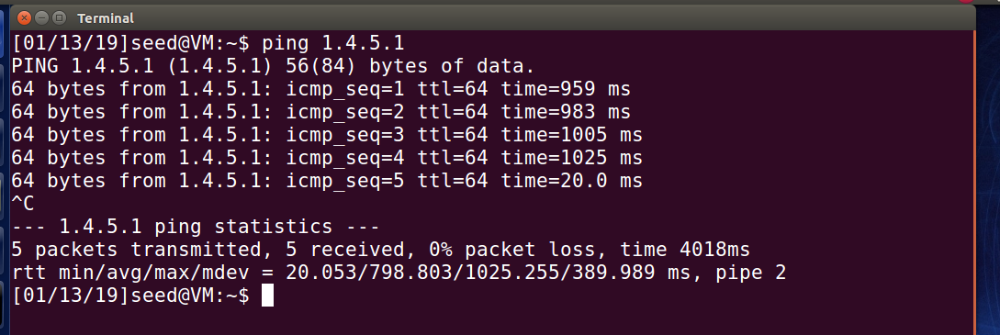 Terminal
[01/13/19]seed@VM:~$ ping 1.4.5.1
PING 1.4.5.1 (1.4.5.1) 56(84) bytes of data.
64 bytes from 1.4.5.1: icmp_seq=1 ttl=64 time=959 ms
64 bytes from 1.4.5.1: icmp_seq=2 ttl=64 time=983 ms
64 bytes from 1.4.5.1: icmp_seq=3 ttl=64 time=1005 ms
64 bytes from 1.4.5.1: icmp_seq=4 ttl=64 time=1025 ms
64 bytes from 1.4.5.1: icmp_seq=5 ttl=64 time=20.0 ms
^C
--- 1.4.5.1 ping statistics ---
5 packets transmitted, 5 received, 0% packet loss, time 4018ms
rtt min/avg/max/mdev = 20.053/798.803/1025.255/389.989 ms, pipe 2
[01/13/19]seed@VM:~$